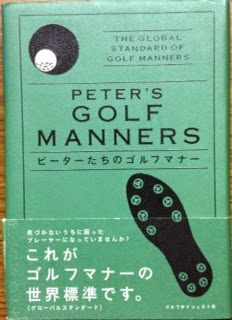 THE GLOBAL
STANDARD OF
GOLF MANNERS
PETER'S
GOLF
MANNERS
ピーターたちのゴルフマナー
気づかないうちに困った
プレーヤーになっていませんか?
これが
ゴルフマナーの
世界標準です。
(グローバルスタンダード)
ゴルフダイジェスト社